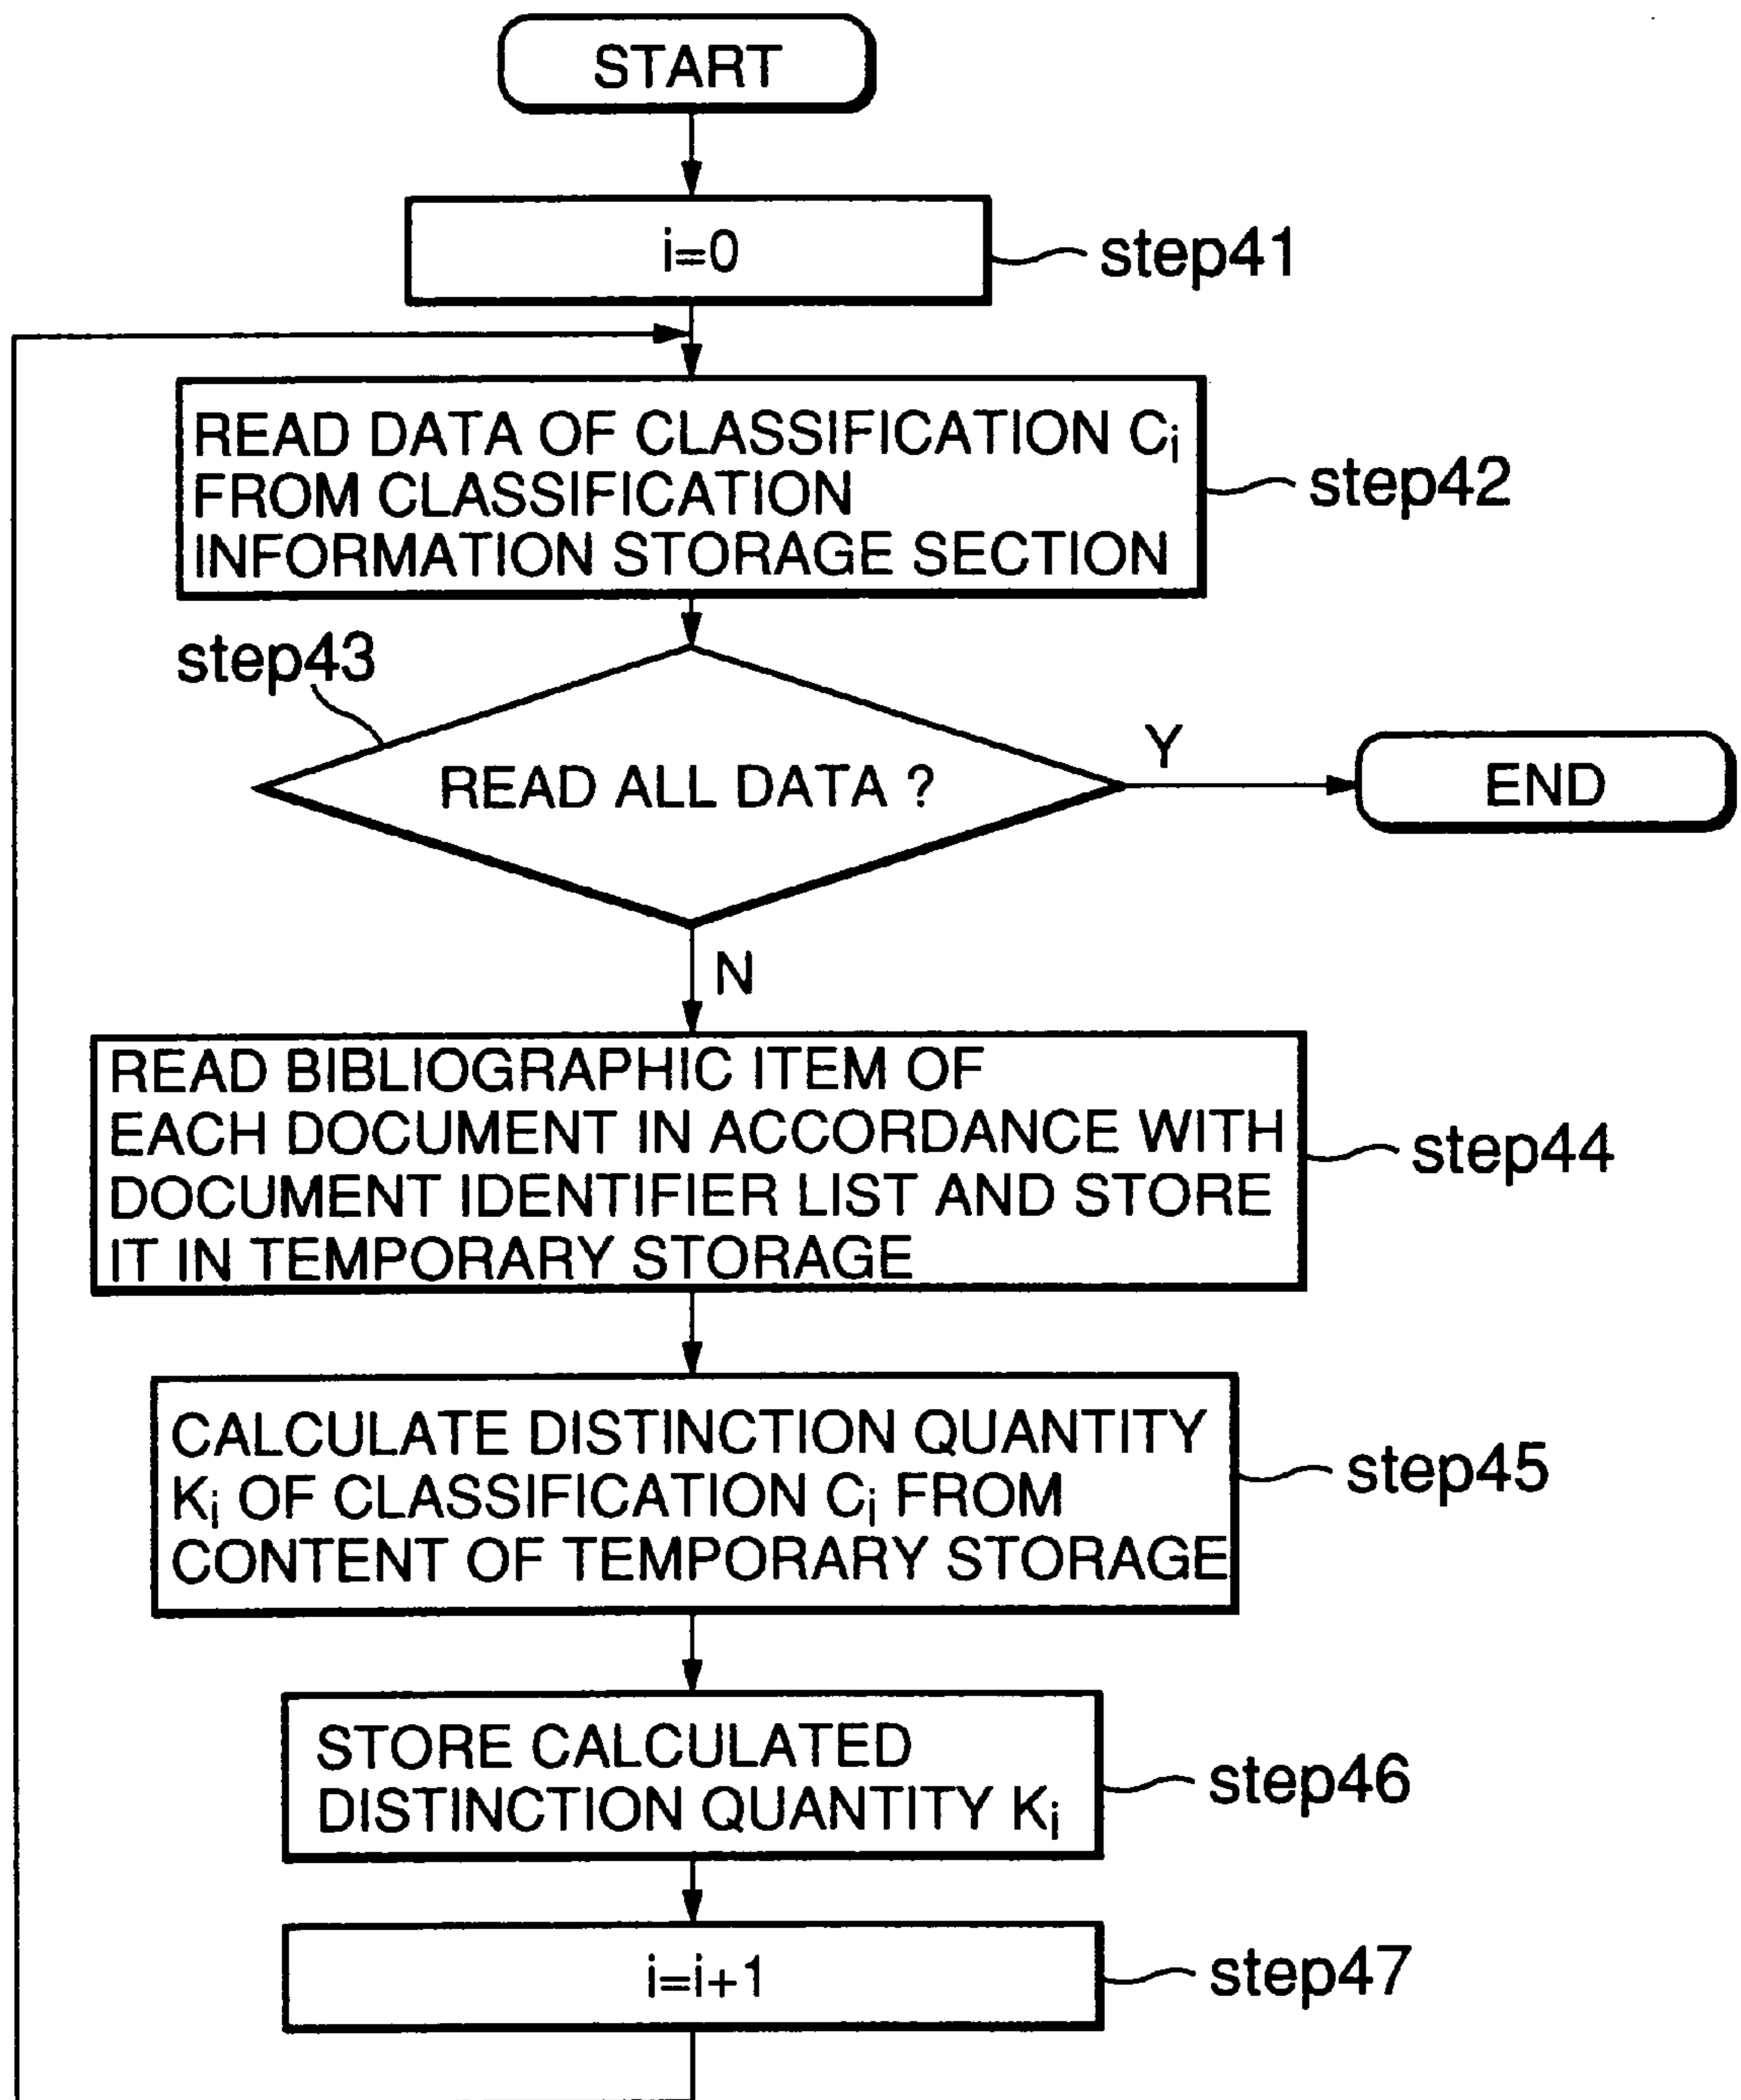 START
i=0
step41
READ DATA OF CLASSIFICATION Ci
FROM CLASSIFICATION
INFORMATION STORAGE SECTION
step42
step43
READ ALL DATA ?
Y
END
N
READ BIBLIOGRAPHIC ITEM OF
EACH DOCUMENT IN ACCORDANCE WITH
DOCUMENT IDENTIFIER LIST AND STORE
IT IN TEMPORARY STORAGE
step44
CALCULATE DISTINCTION QUANTITY
Ki OF CLASSIFICATION Ci FROM
CONTENT OF TEMPORARY STORAGE
step45
STORE CALCULATED
DISTINCTION QUANTITY Ki
step46
i=i+1
step47